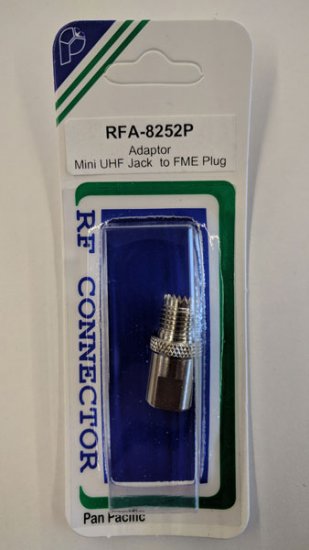 RFA-8252P
Adaptor
Mini UHF Jack to FME Plug
RF CONNECTOR
Pan Pacific